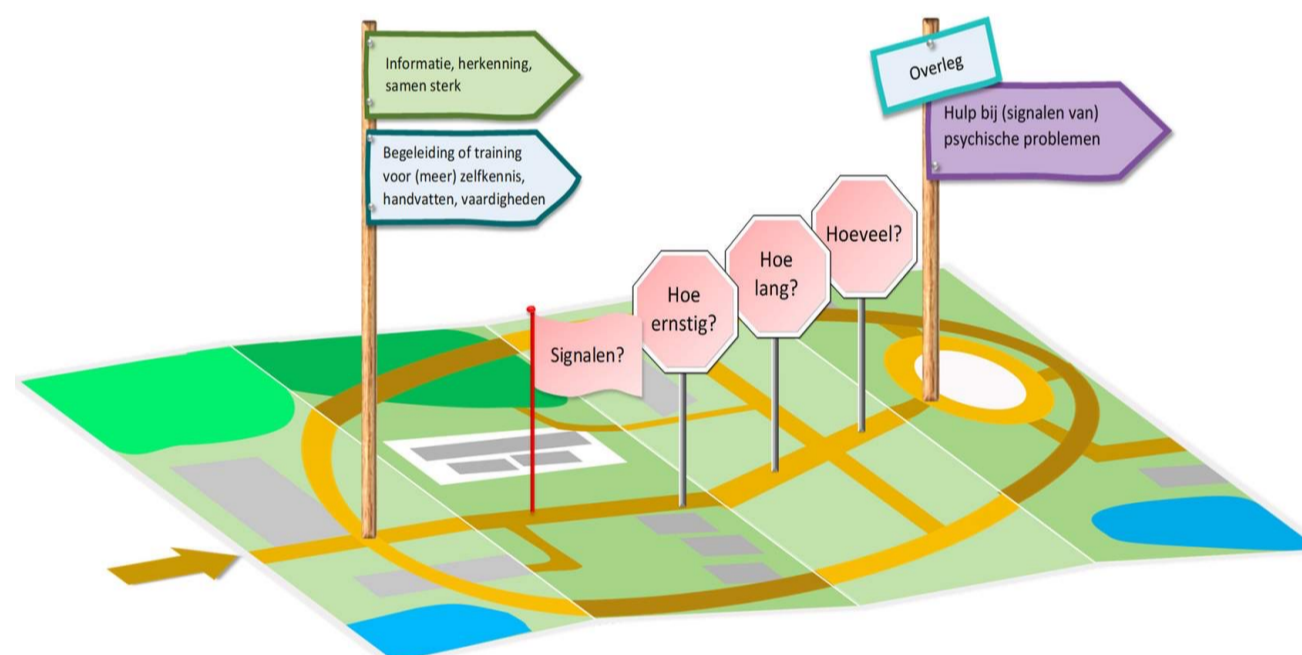 Informatie, herkenning,
samen sterk
Begeleiding of training
voor (meer) zelfkennis,
handvatten, vaardigheden
Signalen?
Hoe
ernstig?
Hoe
lang?
Hoeveel?
Overleg
Hulp bij (signalen van)
psychische problemen